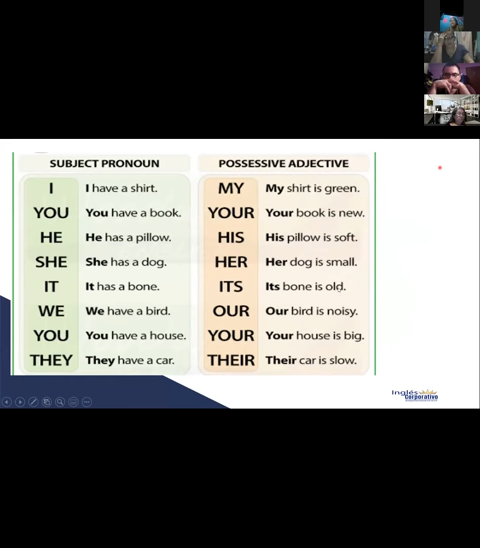 SUBJECT PRONOUN POSSESSIVE ADJECTIVE
I I have a shirt. MY My shirt is green.
YOU You have a book. YOUR Your book is new.
HE He has a pillow. HIS His pillow is soft.
SHE She has a dog. HER Her dog is small.
IT It has a bone. ITS Its bone is old.
WE We have a bird. OUR Our bird is noisy.
YOU You have a house. YOUR Your house is big.
THEY They have a car. THEIR Their car is slow.
Inglés
Corporativo